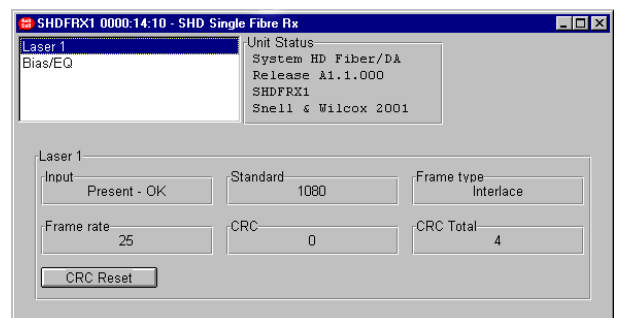 SHDFRX1 0000:14:10 - SHD Single Fibre Rx
Laser 1
Bias/EQ
Unit Status
System HD Fiber/DA
Release A1.1.000
SHDFRX1
Snell & Wilcox 2001
Laser 1
Input
Present - OK
Standard
1080
Frame type
Interlace
Frame rate
25
CRC
0
CRC Total
4
CRC Reset